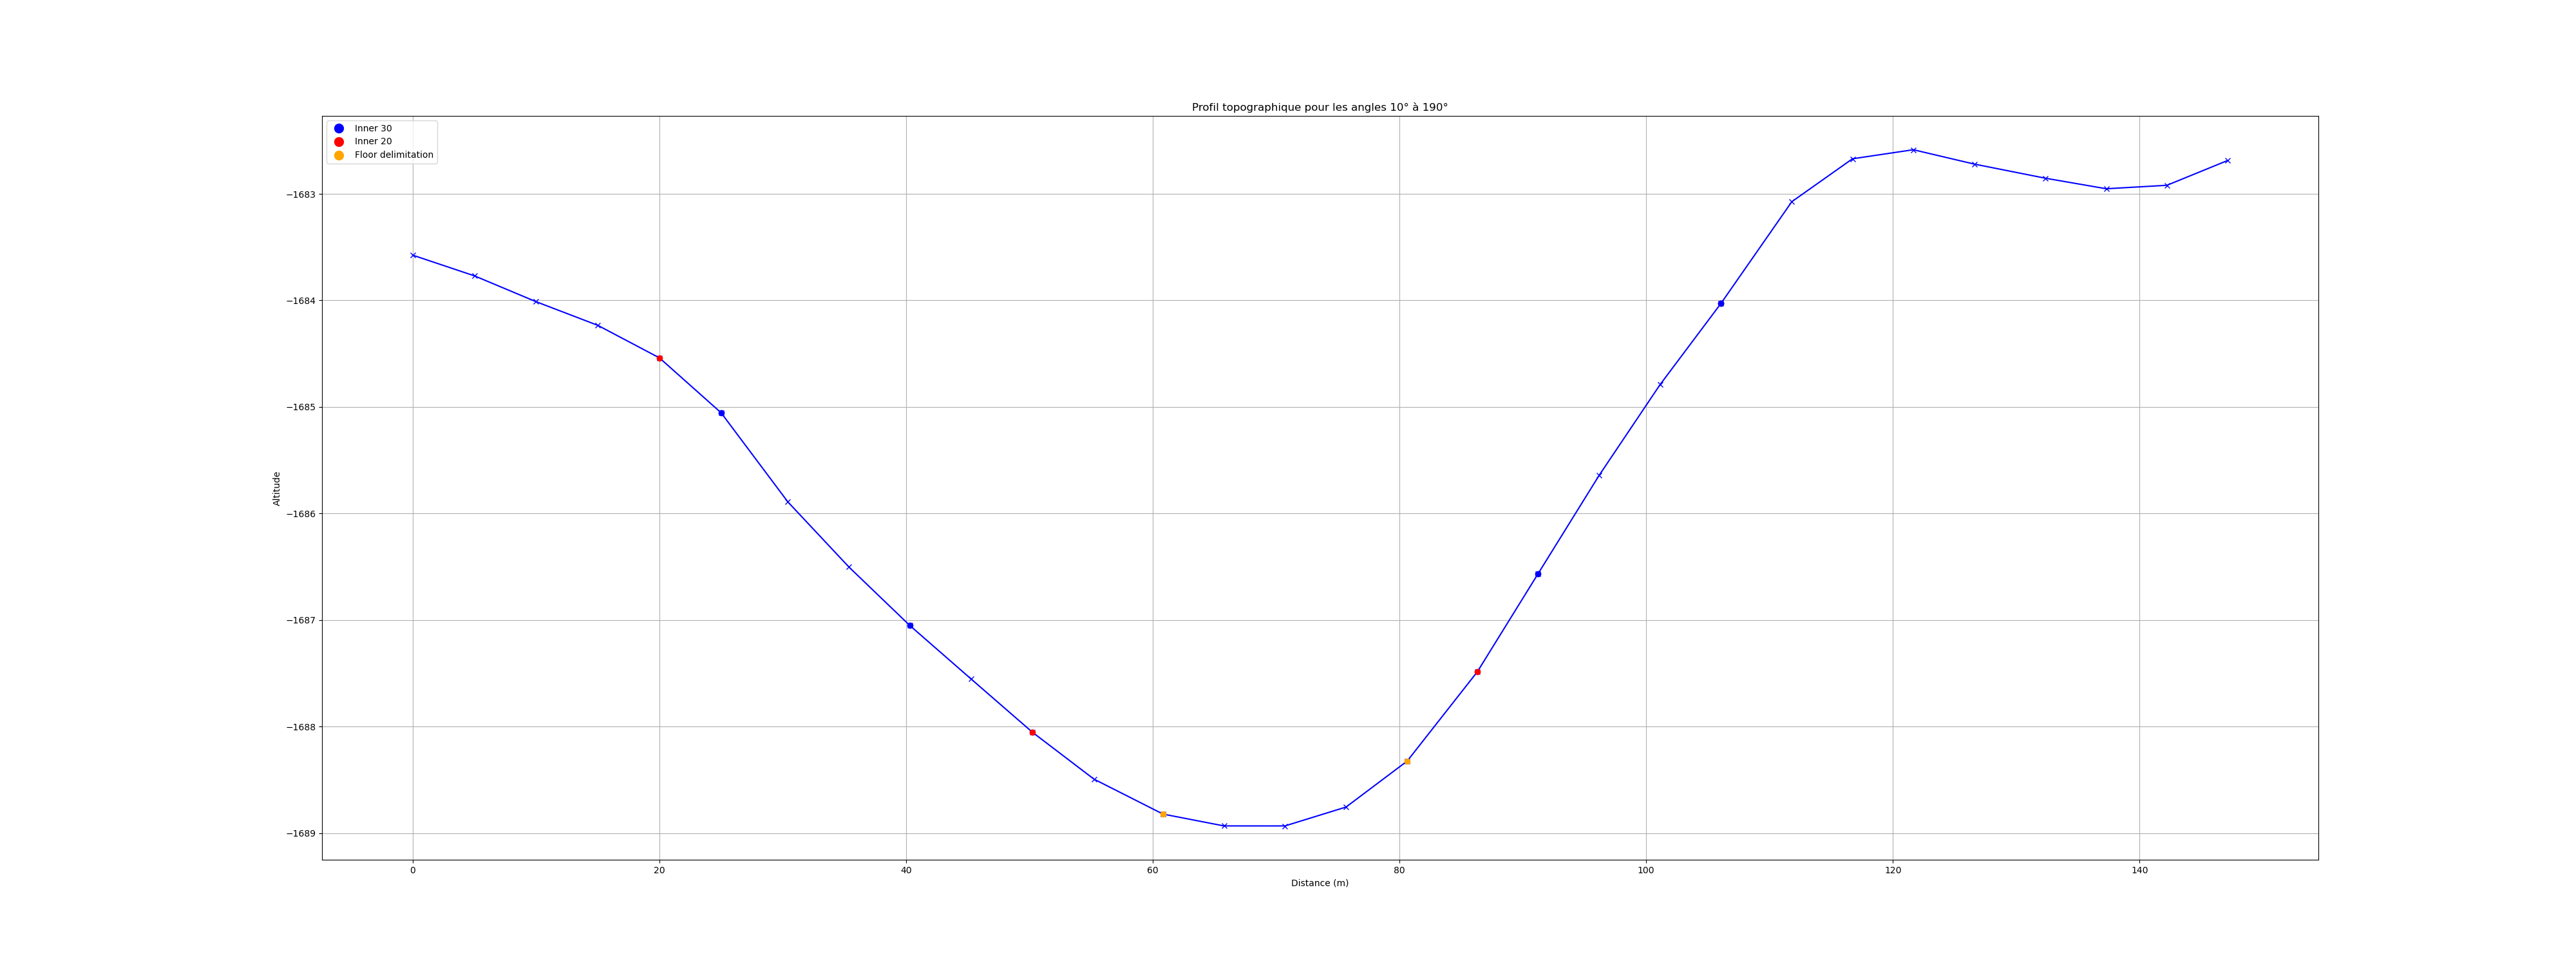 Profil topographique pour les angles 10° à 190°
Inner 30
Inner 20
Floor delimitation
−1683
−1684
−1685
−1686
−1687
−1688
−1689
Altitude
0 20 40 60 80 100 120 140
Distance (m)